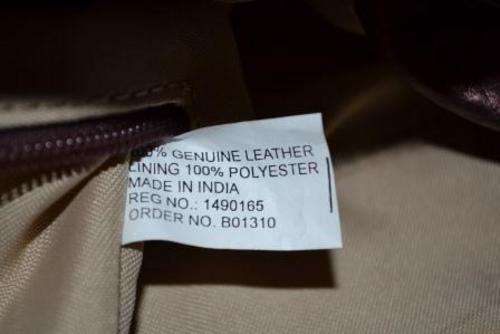 % GENUINE LEATHER
LINING 100% POLYESTER
MADE IN INDIA
REG NO.: 1490165
ORDER NO. B01310